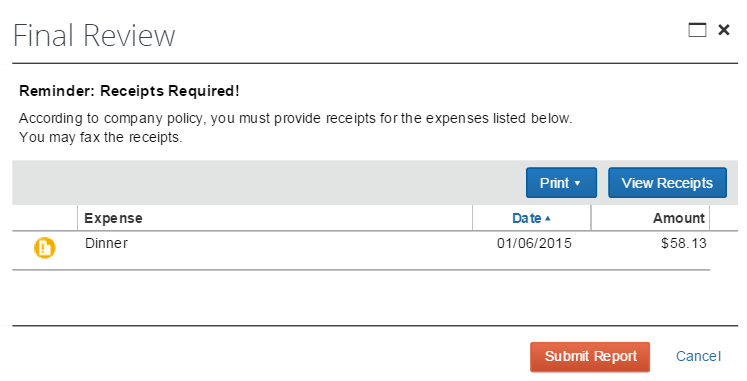 Final Review
Reminder: Receipts Required!
According to company policy, you must provide receipts for the expenses listed below.
You may fax the receipts.
Print View Receipts
Expense Date Amount
Dinner 01/06/2015 $58.13
Submit Report Cancel